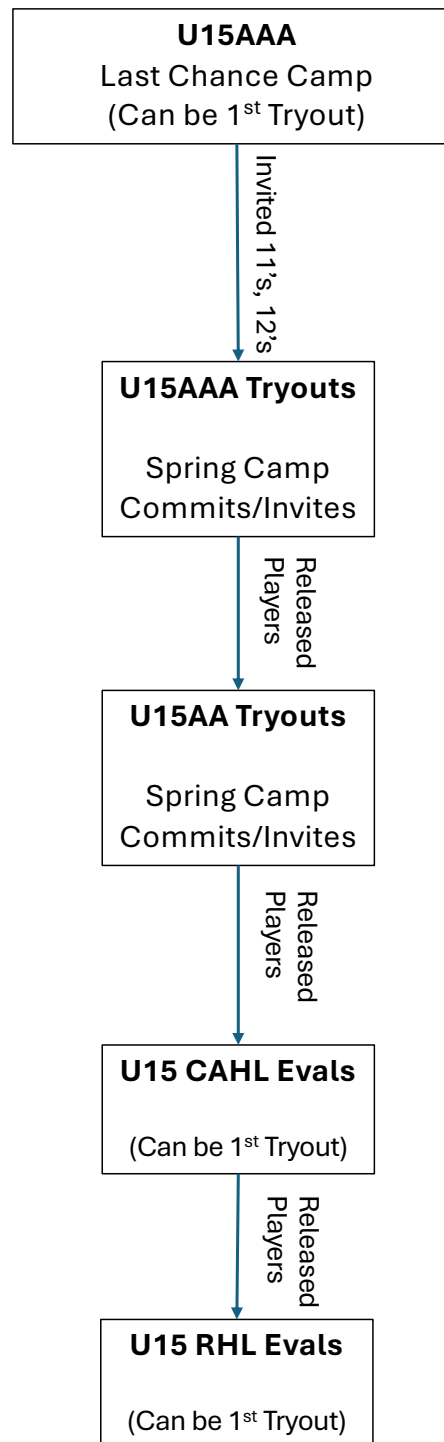 U15AAA
Last Chance Camp
(Can be 1st Tryout)
Invited 11’s, 12’s
U15AAA Tryouts
Spring Camp
Commits/Invites
Released
Players
U15AA Tryouts
Spring Camp
Commits/Invites
Released
Players
U15 CAHL Evals
(Can be 1st Tryout)
Released
Players
U15 RHL Evals
(Can be 1st Tryout)